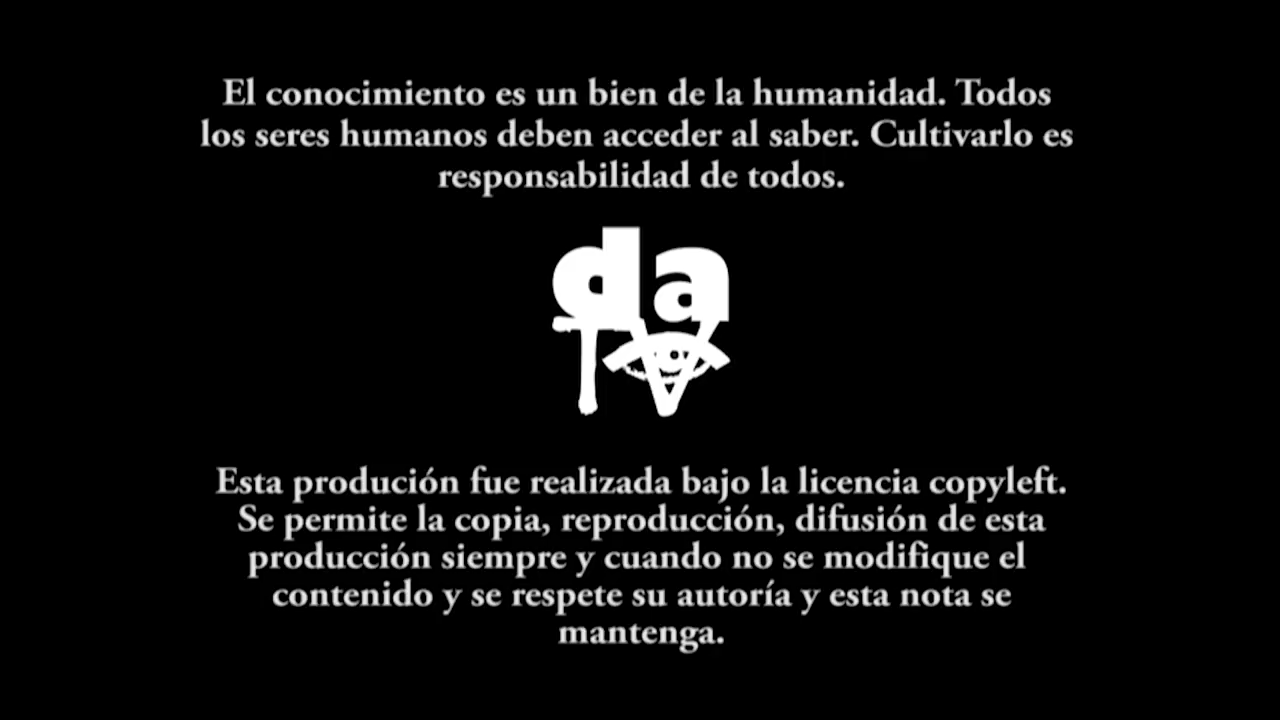 El conocimiento es un bien de la humanidad. Todos
los seres humanos deben acceder al saber. Cultivarlo es
responsabilidad de todos.
da
TV
Esta produción fue realizada bajo la licencia copyleft.
Se permite la copia, reproducción, difusión de esta
producción siempre y cuando no se modifique el
contenido y se respete su autoría y esta nota se
mantenga.